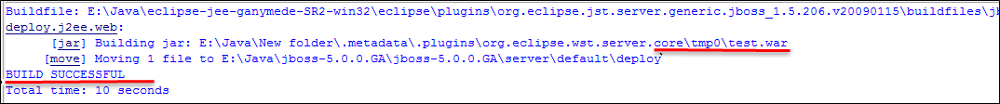 Buildfile: E:\Java\eclipse-jee-ganymede-SR2-win32\eclipse\plugins\org.eclipse.jst.server.generic.jboss_1.5.206.v20090115\buildfiles\jb
deploy.j2ee.web:
[jar] Building jar: E:\Java\New folder\.metadata\.plugins\org.eclipse.wst.server.core\tmp0\test.war
[move] Moving 1 file to E:\Java\jboss-5.0.0.GA\jboss-5.0.0.GA\server\default\deploy
BUILD SUCCESSFUL
Total time: 10 seconds